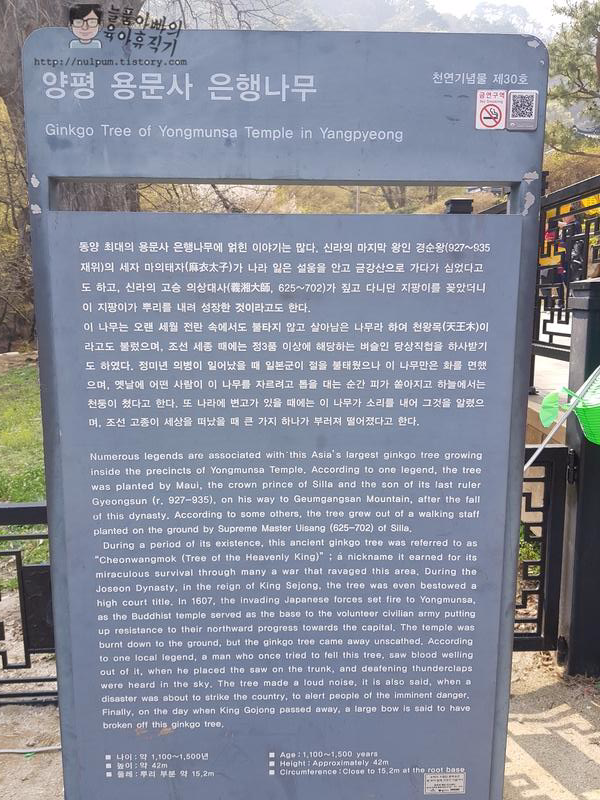 늘품아빠의
육아휴직기
http://nulpum.tistory.com
양평 용문사 은행나무
천연기념물 제30호
금연구역
No Smoking
Ginkgo Tree of Yongmunsa Temple in Yangpyeong
동양 최대의 용문사 은행나무에 얽힌 이야기는 많다. 신라의 마지막 왕인 경순왕(927~935
재위)의 세자 마의태자(麻衣太子)가 나라 잃은 설움을 안고 금강산으로 가다가 심었다고
도 하고, 신라의 고승 의상대사(義湘大師, 625~702)가 짚고 다니던 지팡이를 꽂았더니
이 지팡이가 뿌리를 내려 성장한 것이라고도 한다.
이 나무는 오랜 세월 전란 속에서도 불타지 않고 살아남은 나무라 하여 천왕목(天王木)이
라고도 불렀으며, 조선 세종 때에는 정3품 이상에 해당하는 벼슬인 당상직첩을 하사받기
도 하였다. 정미년 의병이 일어났을 때 일본군이 절을 불태웠으나 이 나무만은 화를 면했
으며, 옛날에 어떤 사람이 이 나무를 자르려고 톱을 대는 순간 피가 쏟아지고 하늘에서는
천둥이 쳤다고 한다. 또 나라에 변고가 있을 때에는 이 나무가 소리를 내어 그것을 알렸으
며, 조선 고종이 세상을 떠났을 때 큰 가지 하나가 부러져 떨어졌다고 한다.
Numerous legends are associated with this Asia's largest ginkgo tree growing
inside the precincts of Yongmunsa Temple. According to one legend, the tree
was planted by Maui, the crown prince of Silla and the son of its last ruler
Gyeongsun (r. 927-935), on his way to Geumgangsan Mountain, after the fall
of this dynasty. According to some others, the tree grew out of a walking staff
planted on the ground by Supreme Master Uisang (625-702) of Silla.
During a period of its existence, this ancient ginkgo tree was referred to as
"Cheonwangmok (Tree of the Heavenly King)" ; a nickname it earned for its
miraculous survival through many a war that ravaged this area. During the
Joseon Dynasty, in the reign of King Sejong, the tree was even bestowed a
high court title. In 1607, the invading Japanese forces set fire to Yongmunsa,
as the Buddhist temple served as the base to the volunteer civilian army putting
up resistance to their northward progress towards the capital. The temple was
burnt down to the ground, but the ginkgo tree came away unscathed. According
to one local legend, a man who once tried to fell this tree, saw blood welling
out of it, when he placed the saw on the trunk, and deafening thunderclaps
were heard in the sky. The tree made a loud noise, it is also said, when a
disaster was about to strike the country, to alert people of the imminent danger.
Finally, on the day when King Gojong passed away, a large bow is said to have
broken off this ginkgo tree.
■ 나이 : 약 1,100~1,500년
■ 높이 : 약 42m
■ 둘레 : 뿌리 부분 약 15.2m
■ Age : 1,100~1,500 years
■ Height : Approximately 42m
■ Circumference : Close to 15.2m at the root base